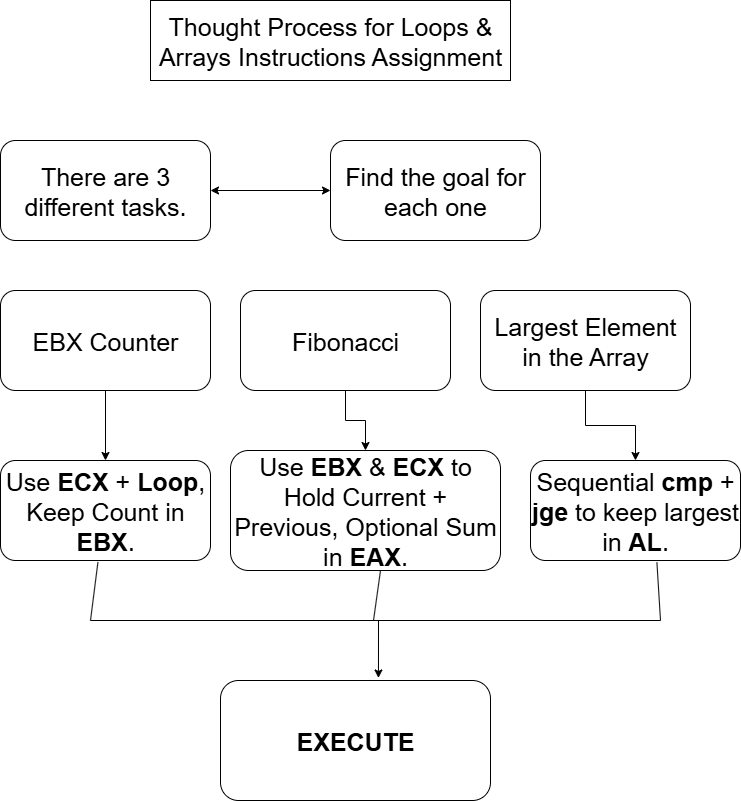 Thought Process for Loops &
Arrays Instructions Assignment
There are 3
different tasks.
Find the goal for
each one
EBX Counter
Fibonacci
Largest Element
in the Array
Use ECX + Loop,
Keep Count in
EBX.
Use EBX & ECX to
Hold Current +
Previous, Optional Sum
in EAX.
Sequential cmp +
jge to keep largest
in AL.
EXECUTE